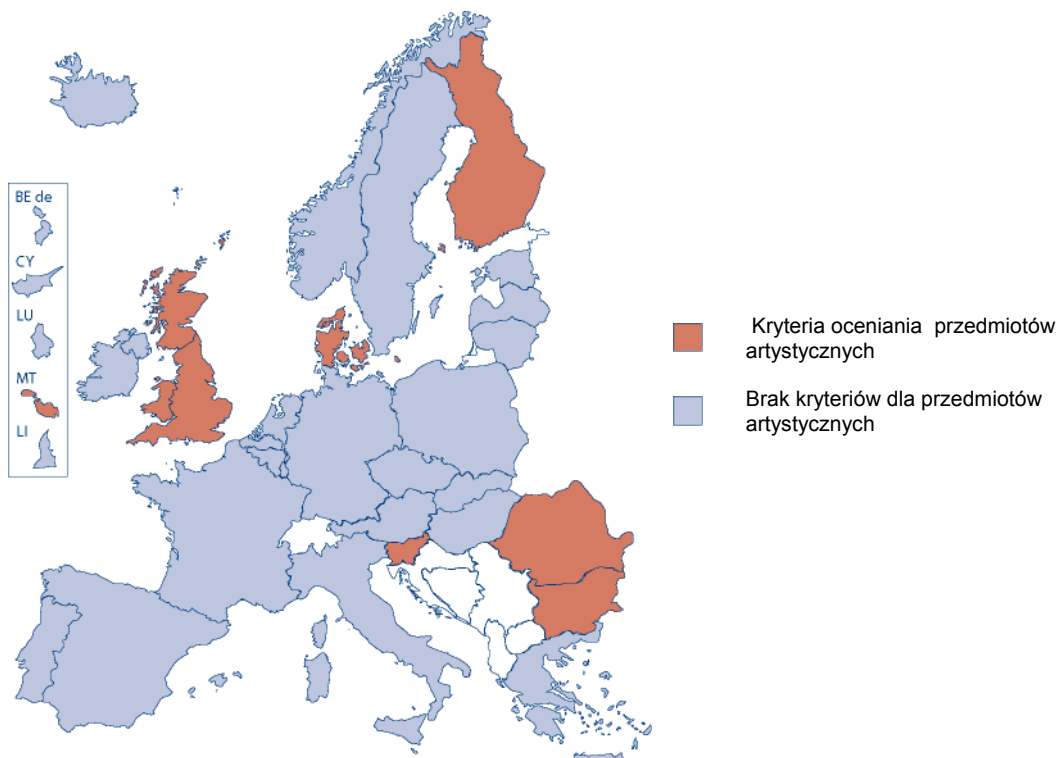 BE de
CY
LU
MT
LI
Kryteria oceniania przedmiotów
artystycznych
Brak kryteriów dla przedmiotów
artystycznych